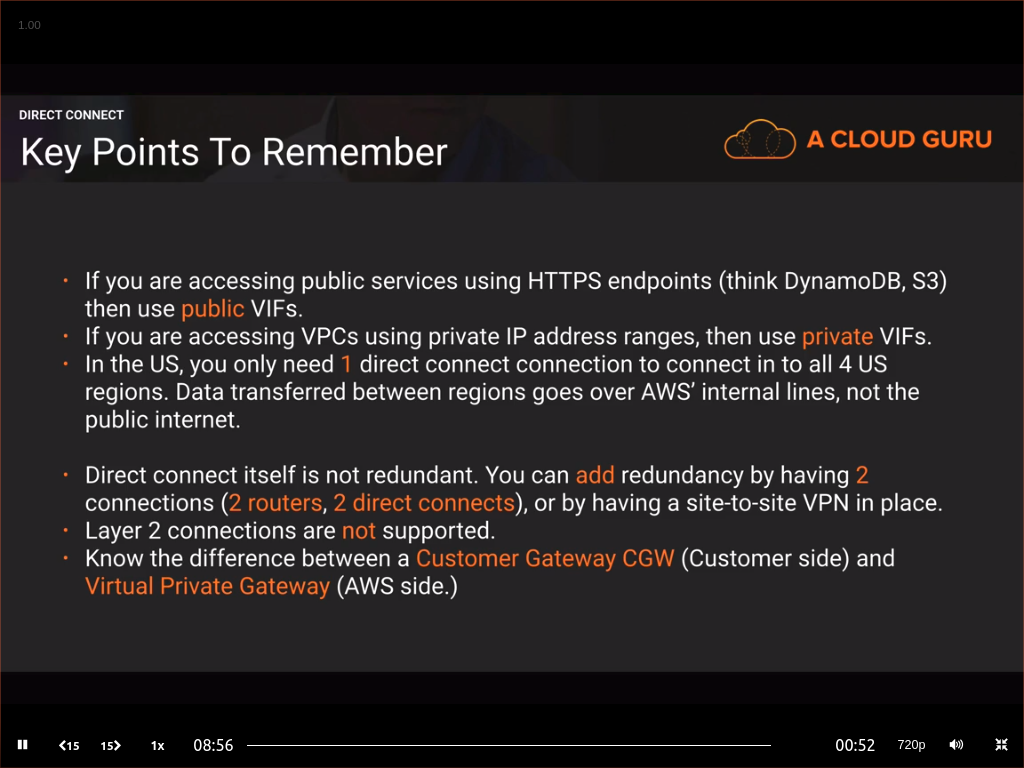 1.00
DIRECT CONNECT
Key Points To Remember
A CLOUD GURU
· If you are accessing public services using HTTPS endpoints (think DynamoDB, S3)
then use public VIFs.
· If you are accessing VPCs using private IP address ranges, then use private VIFs.
· In the US, you only need 1 direct connect connection to connect in to all 4 US
regions. Data transferred between regions goes over AWS’ internal lines, not the
public internet.
· Direct connect itself is not redundant. You can add redundancy by having 2
connections (2 routers, 2 direct connects), or by having a site-to-site VPN in place.
· Layer 2 connections are not supported.
· Know the difference between a Customer Gateway CGW (Customer side) and
Virtual Private Gateway (AWS side.)
15 15 1x 08:56 00:52 720p